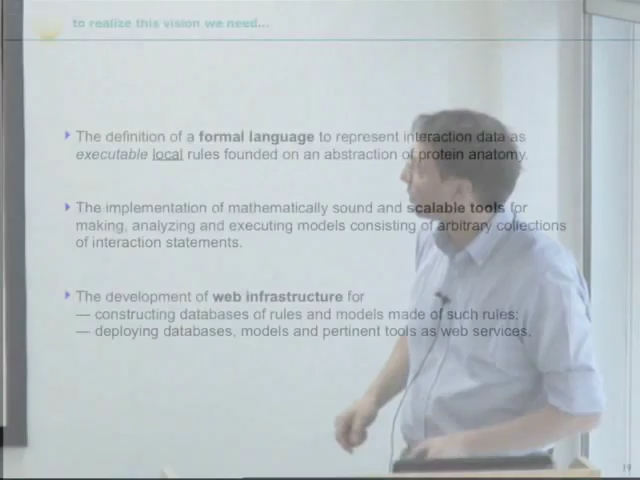 to realize this vision we need...
The definition of a formal language to represent interaction data as
executable local rules founded on an abstraction of protein anatomy.
The implementation of mathematically sound and scalable tools for
making, analyzing and executing models consisting of arbitrary collections
of interaction statements.
The development of web infrastructure for
— constructing databases of rules and models made of such rules;
— deploying databases, models and pertinent tools as web services.
19